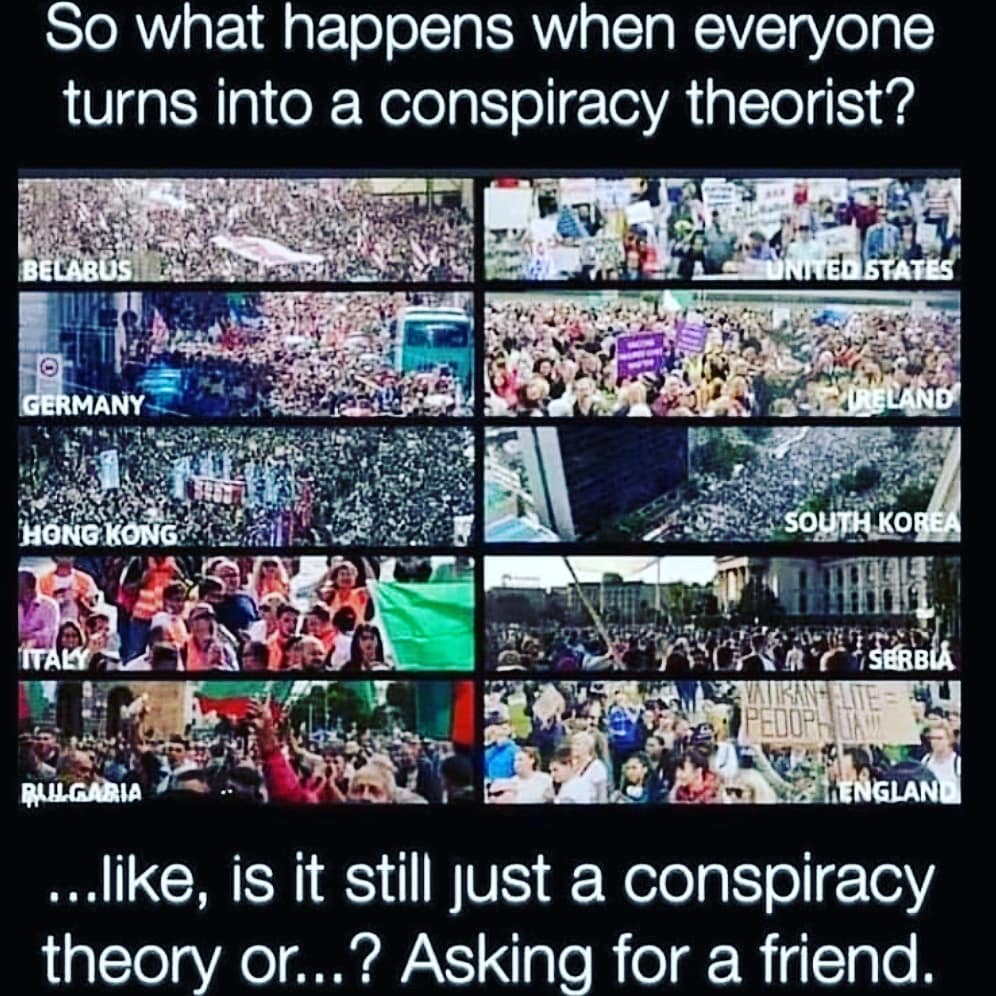 So what happens when everyone
turns into a conspiracy theorist?
BELARUS
UNITED STATES
GERMANY
IRELAND
HONG KONG
SOUTH KOREA
ITALY
SERBIA
PEDOP
BULGARIA
ENGLAND
...like, is it still just a conspiracy
theory or...? Asking for a friend.